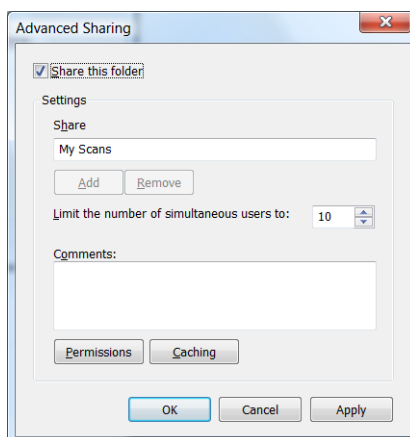 Advanced Sharing
Share this folder
Settings
Share
My Scans
Add Remove
Limit the number of simultaneous users to: 10
Comments:
Permissions Caching
OK Cancel Apply